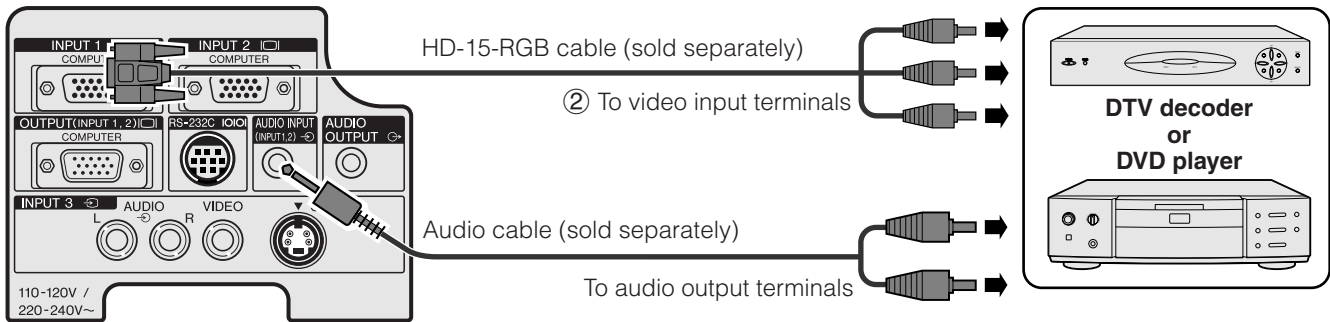 INPUT 1
COMPU
INPUT 2
COMPUTER
OUTPUT(INPUT 1, 2)
COMPUTER
RS-232C IOIOI
AUDIO INPUT
(INPUT1,2)
AUDIO
OUTPUT
INPUT 3
L
AUDIO
R
VIDEO
110-120V /
220-240V~
HD-15-RGB cable (sold separately)
② To video input terminals
Audio cable (sold separately)
To audio output terminals
DTV decoder
or
DVD player